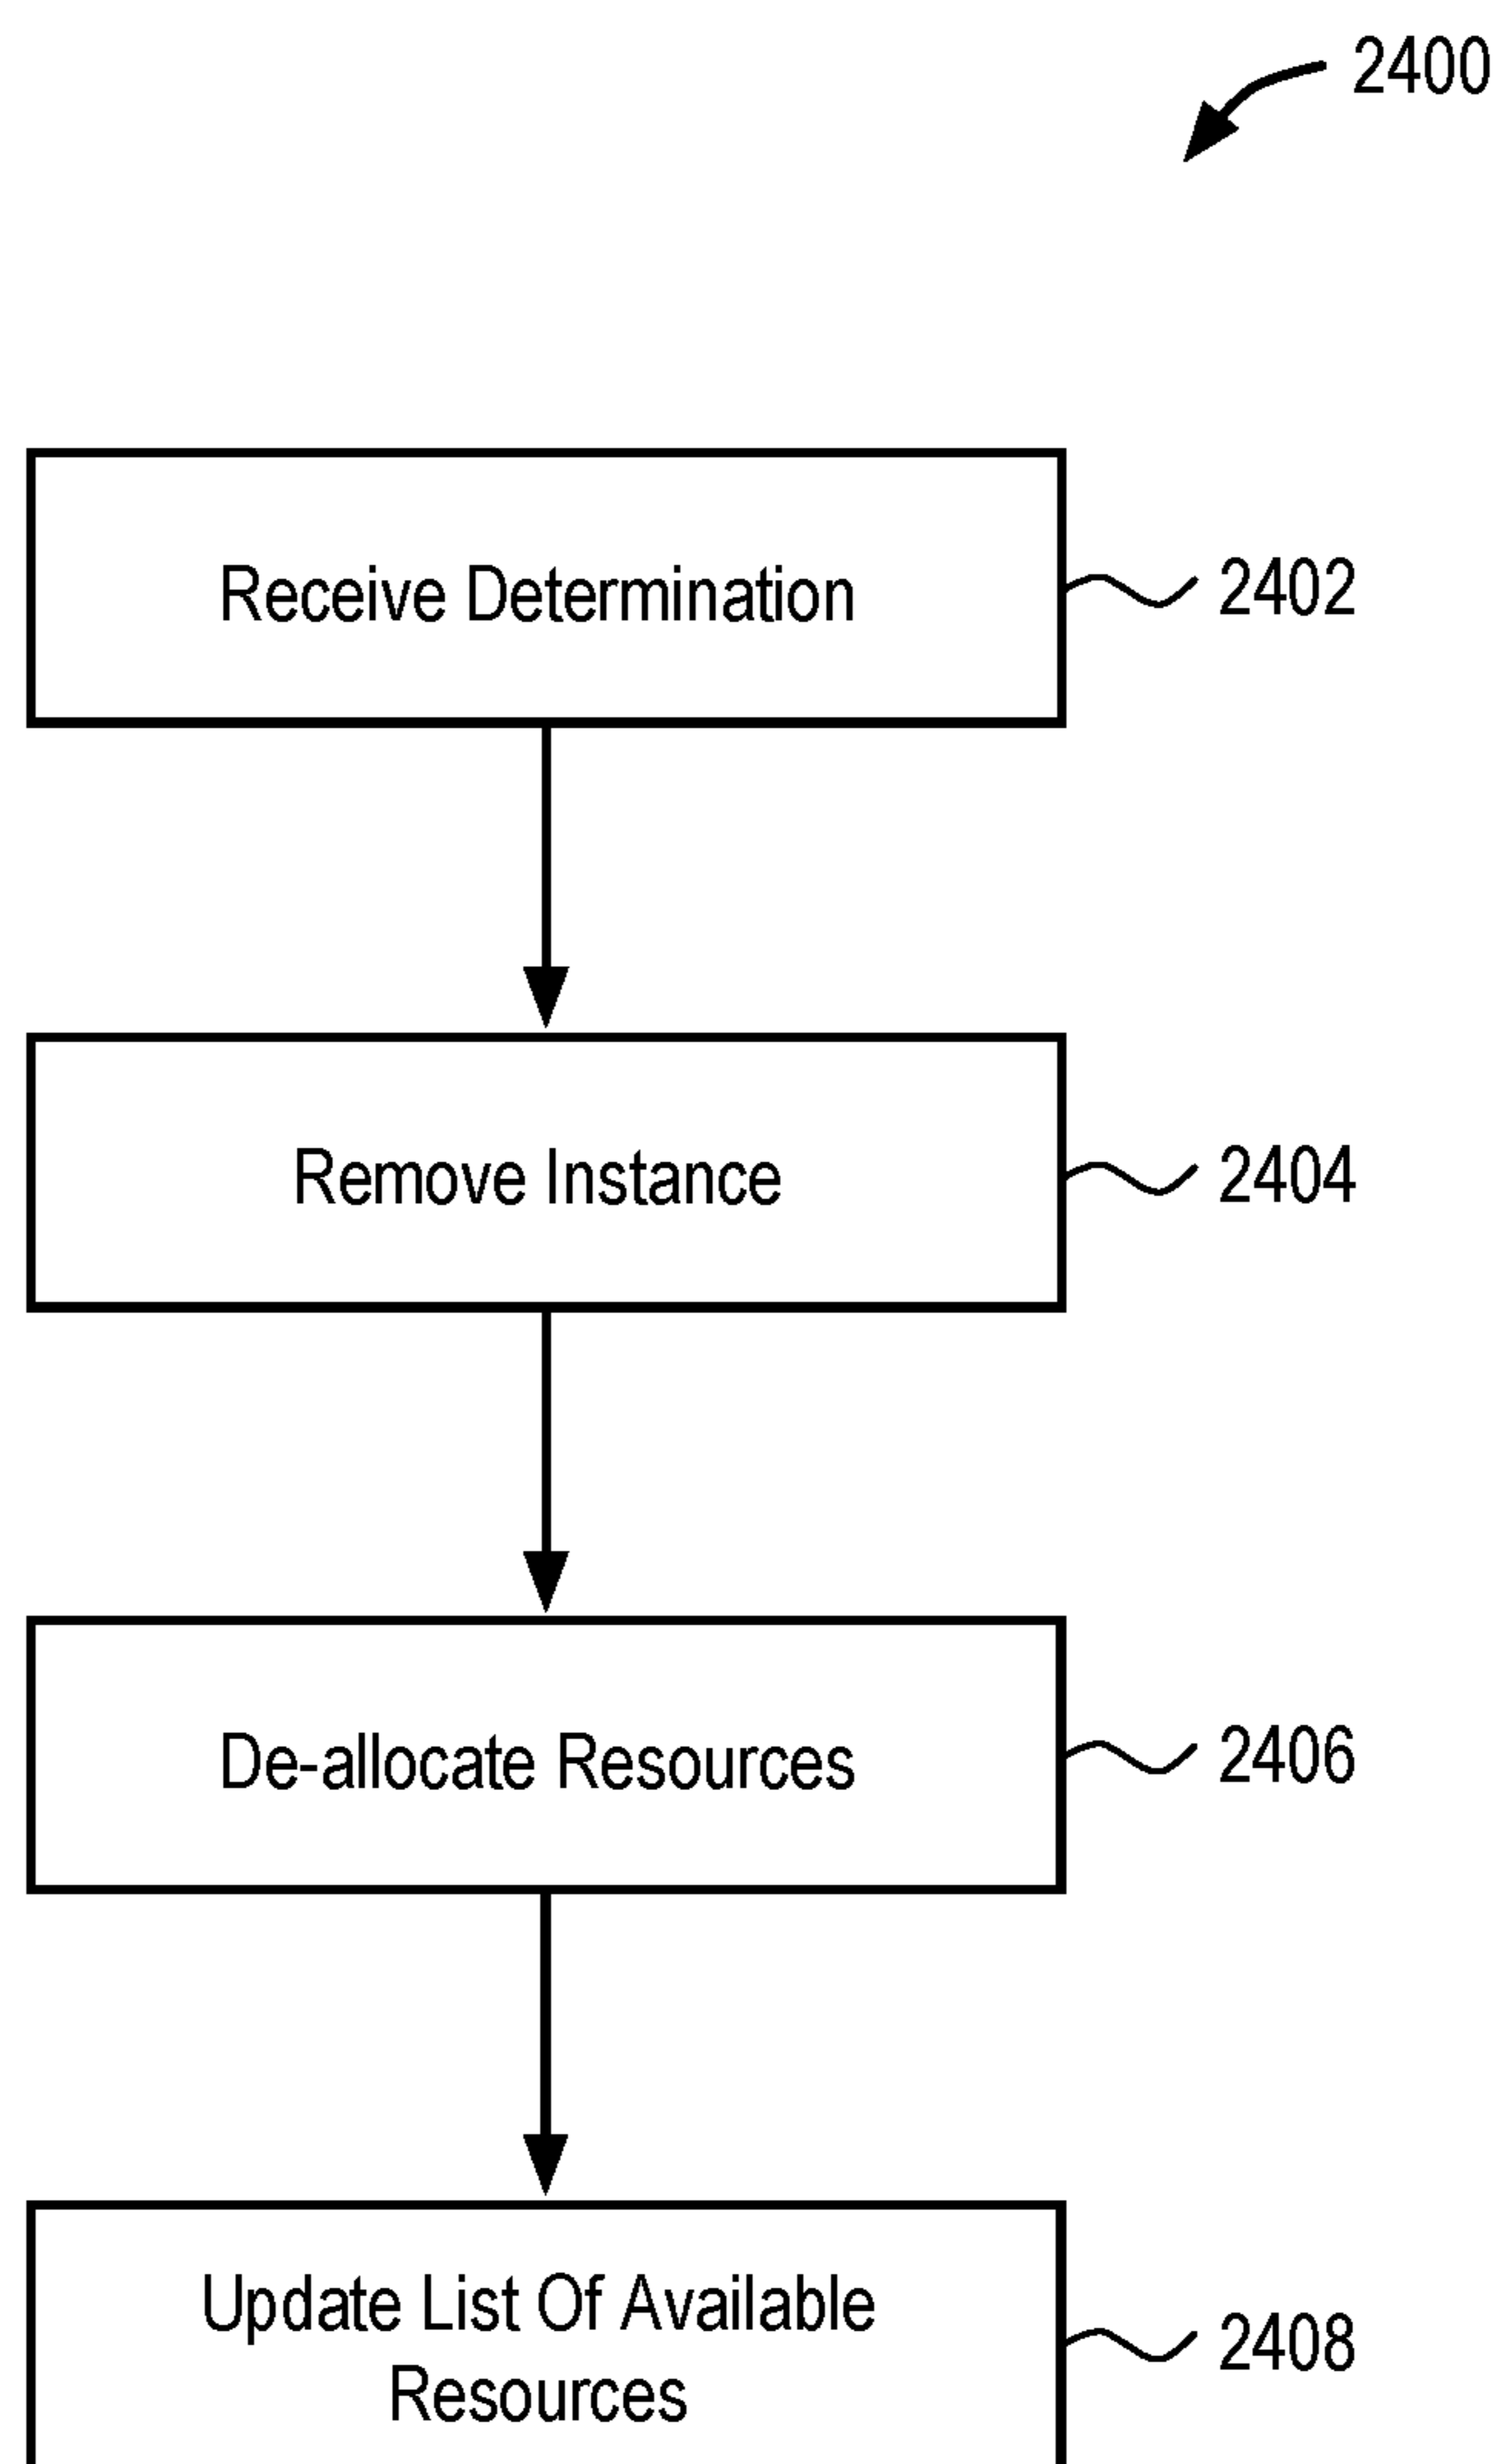 2400
Receive Determination
2402
Remove Instance
2404
De-allocate Resources
2406
Update List Of Available
Resources
2408